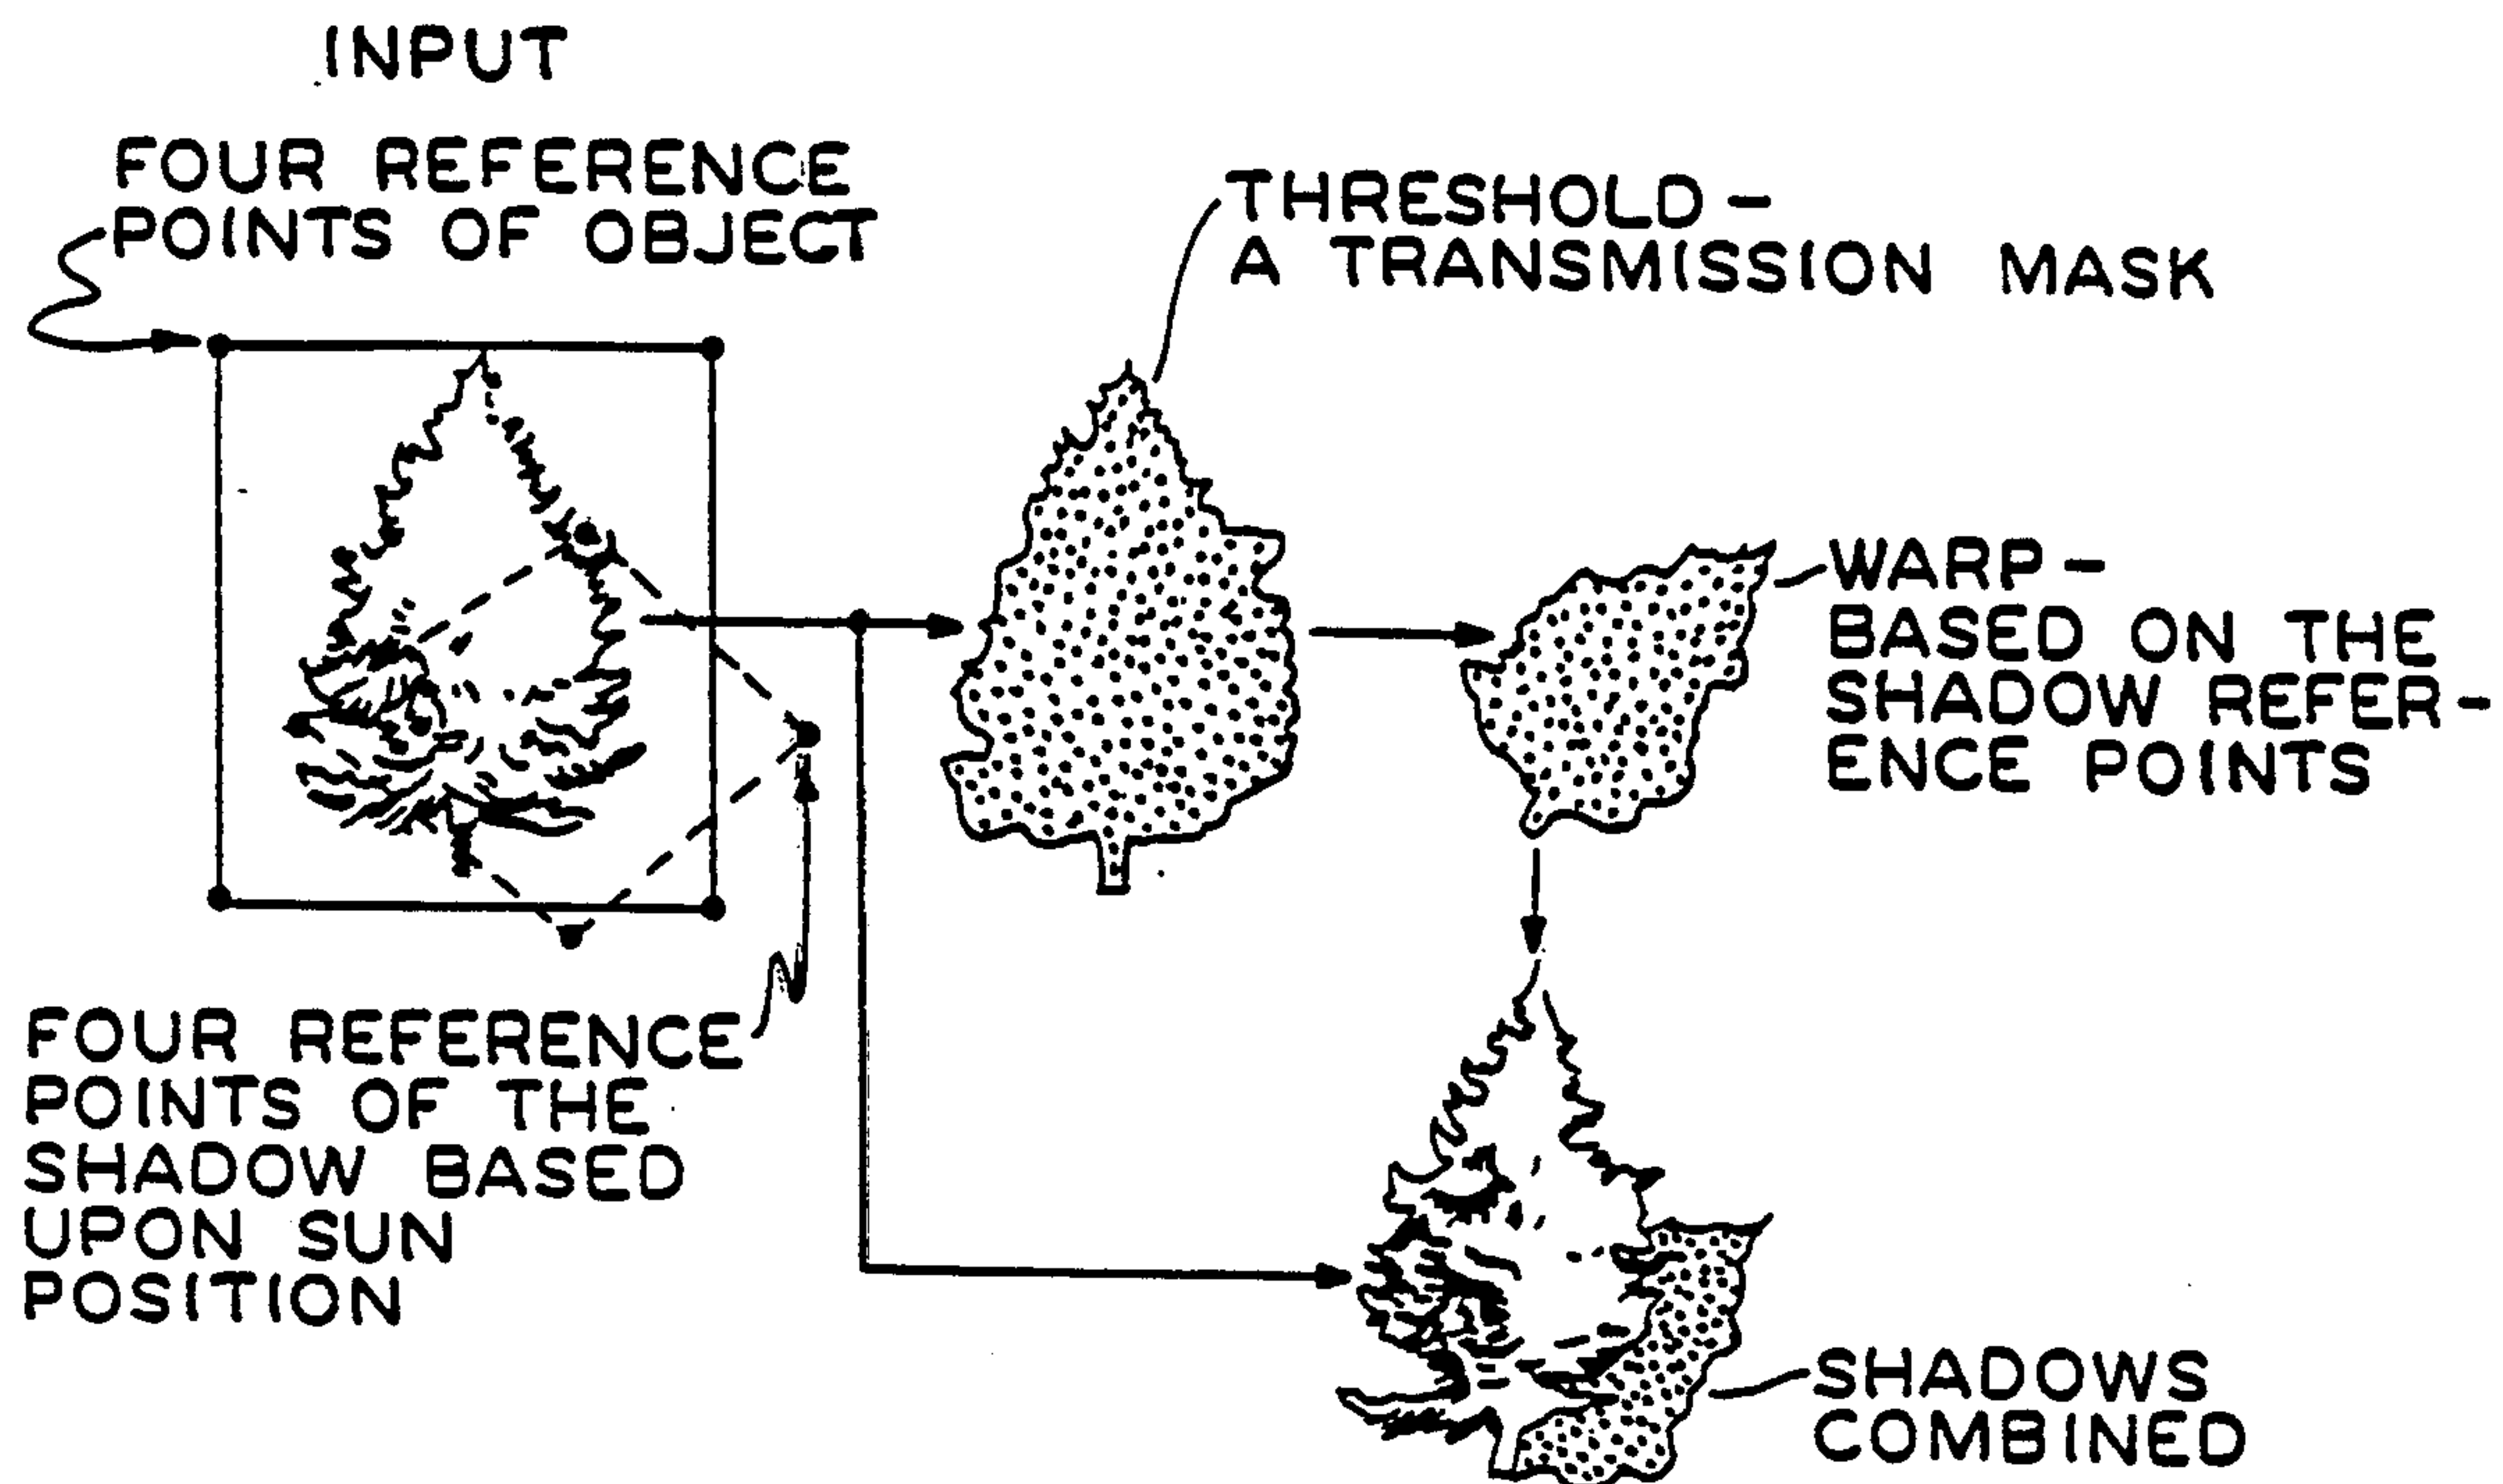 INPUT
FOUR REFERENCE
POINTS OF OBJECT
THRESHOLD-
A TRANSMISSION MASK
WARP-
BASED ON THE
SHADOW REFER-
ENCE POINTS
FOUR REFERENCE
POINTS OF THE
SHADOW BASED
UPON SUN
POSITION
SHADOWS
COMBINED